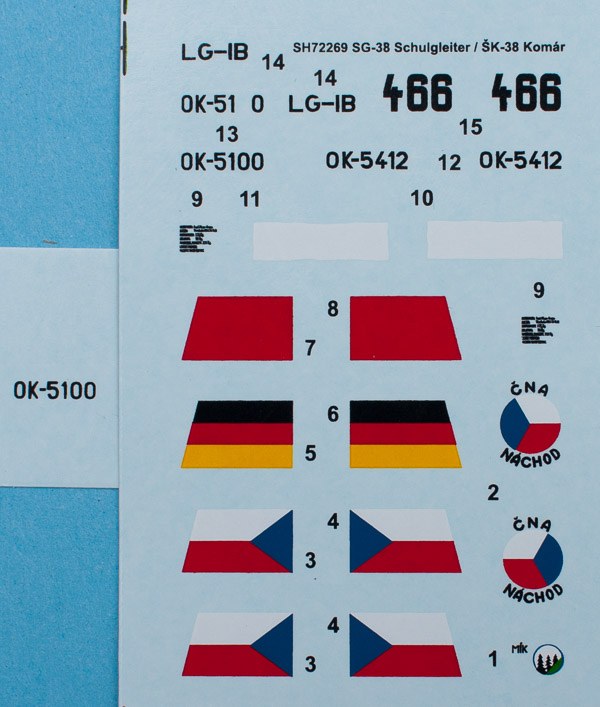 SH72269 SG-38 Schulgleiter / ŠK-38 Komár
LG-IB
14
14
OK-51 0
LG-IB
466
466
13
15
OK-5100
OK-5412
12
OK-5412
9
11
10
9
8
7
6
5
ČNA
NÁCHOD
OK-5100
2
4
3
ČNA
NÁCHOD
4
3
1
MÍK